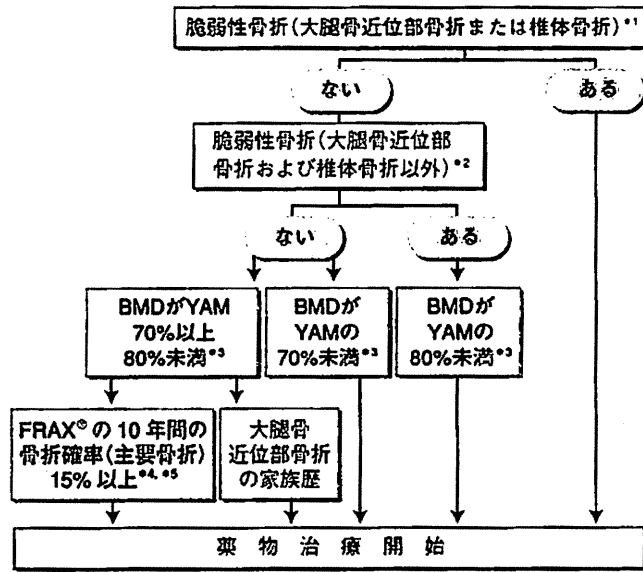 脆弱性骨折(大腿骨近位部骨折または椎体骨折)*1
ない
ある
脆弱性骨折(大腿骨近位部
骨折および椎体骨折以外)*2
ない
ある
BMDがYAM
70%以上
80%未満*3
BMDが
YAMの
70%未満*3
BMDが
YAMの
80%未満*3
FRAX®の10年間の
骨折確率(主要骨折)
15%以上*4, *5
大腿骨
近位部骨折
の家族歴
薬物治療開始